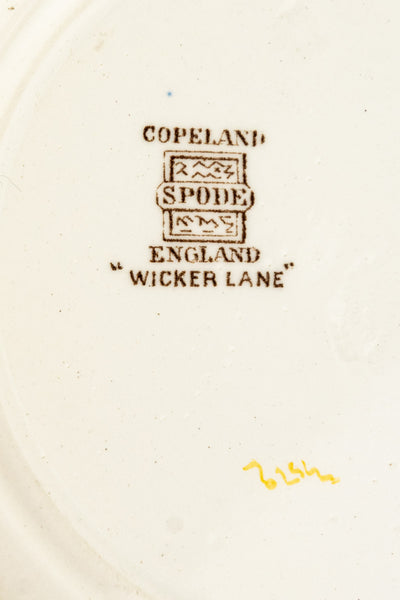 COPELAND
SPODE
ENGLAND
"WICKER LANE"